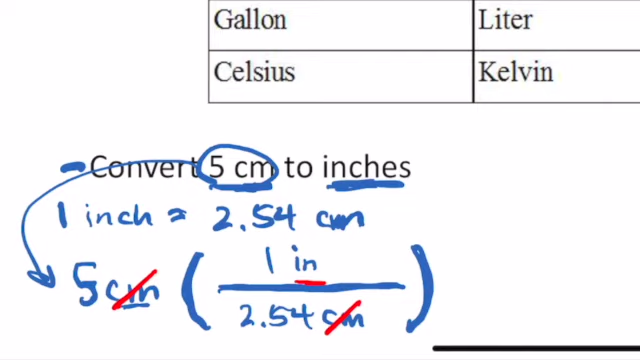 Gallon Liter
Celsius Kelvin
Convert 5 cm to inches
1 inch = 2.54 cm
5 cm ( 1 in / 2.54 cm )